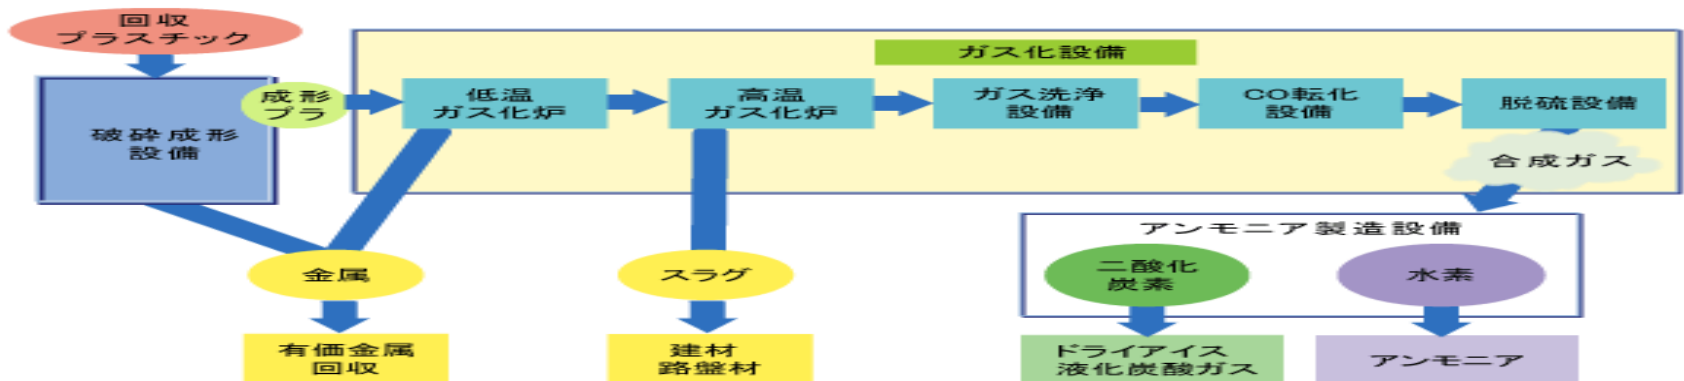 回収
プラスチック
ガス化設備
破砕成形
設備
成形
プラ
低温
ガス化炉
高温
ガス化炉
ガス洗浄
設備
CO転化
設備
脱硫設備
合成ガス
アンモニア製造設備
金属
スラグ
二酸化
炭素
水素
有価金属
回収
建材
路盤材
ドライアイス
液化炭酸ガス
アンモニア